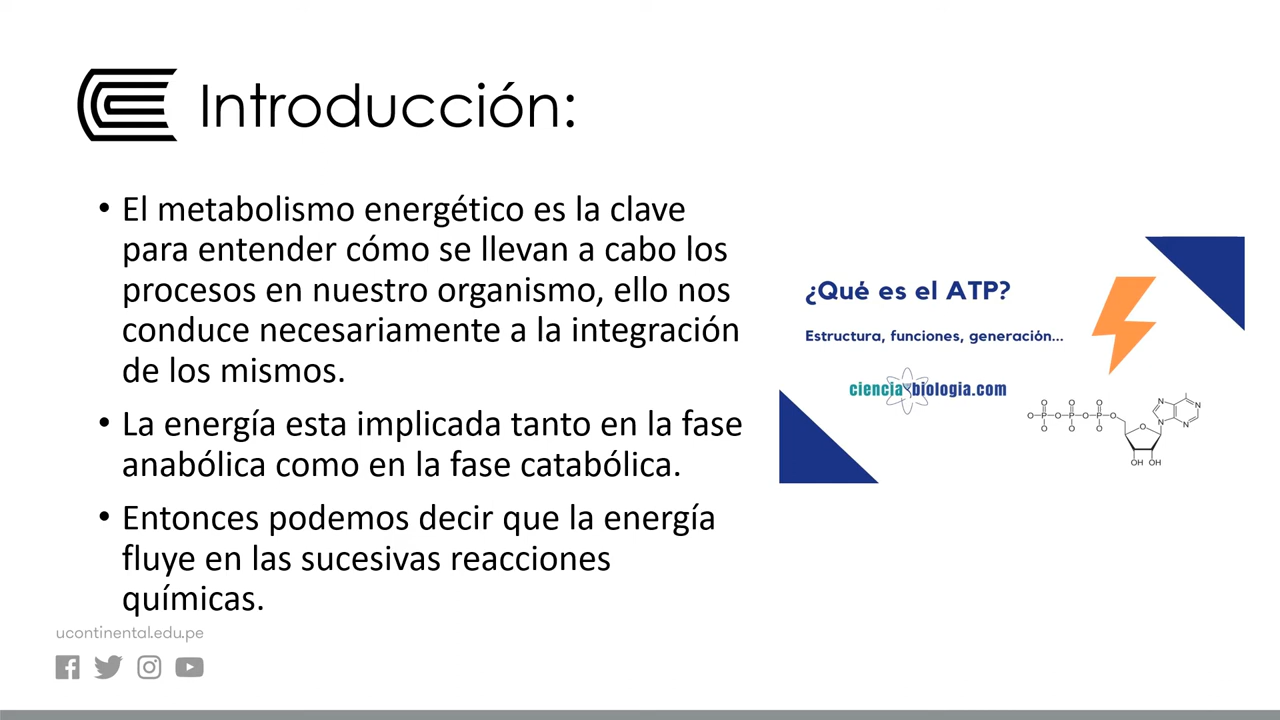 Introducción:
• El metabolismo energético es la clave
para entender cómo se llevan a cabo los
procesos en nuestro organismo, ello nos
conduce necesariamente a la integración
de los mismos.
• La energía esta implicada tanto en la fase
anabólica como en la fase catabólica.
• Entonces podemos decir que la energía
fluye en las sucesivas reacciones
químicas.
¿Qué es el ATP?
Estructura, funciones, generación...
cienciaybiologia.com
O O O
O P O P O P O
O O O
O
N N
N N N
OH OH
ucontinental.edu.pe